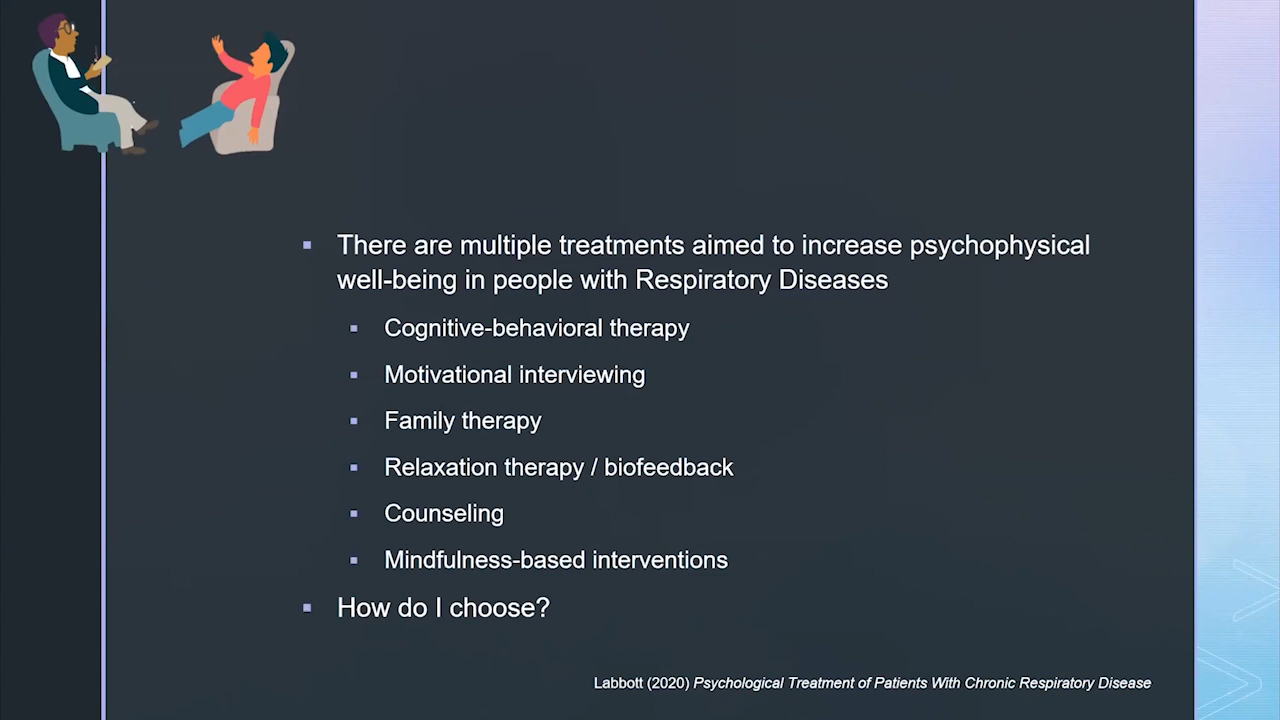 There are multiple treatments aimed to increase psychophysical
well-being in people with Respiratory Diseases
Cognitive-behavioral therapy
Motivational interviewing
Family therapy
Relaxation therapy / biofeedback
Counseling
Mindfulness-based interventions
How do I choose?
Labbott (2020) Psychological Treatment of Patients With Chronic Respiratory Disease